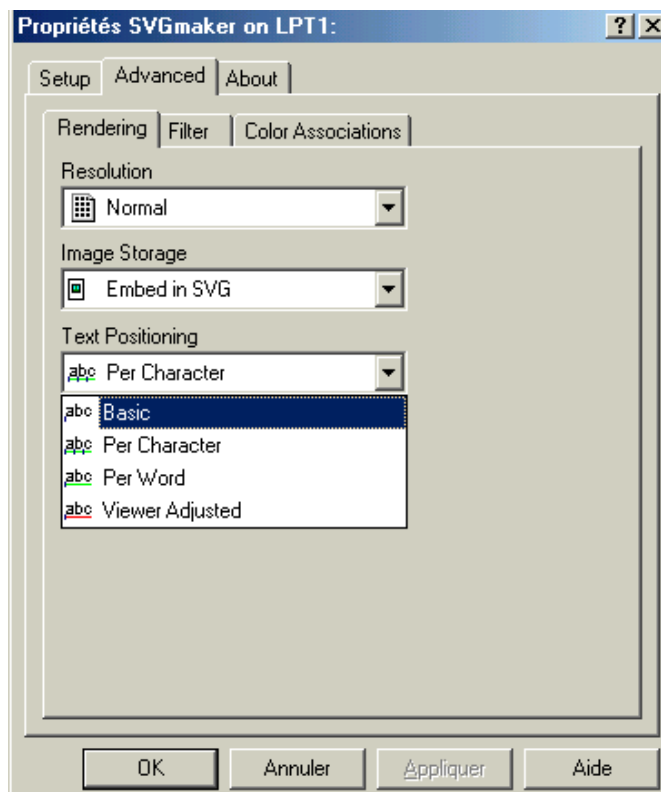 Propriétés SVGmaker on LPT1:
Setup Advanced About
Rendering Filter Color Associations
Resolution
Normal
Image Storage
Embed in SVG
Text Positioning
abc Per Character
abc Basic
abc Per Character
abc Per Word
abc Viewer Adjusted
OK Annuler Appliquer Aide